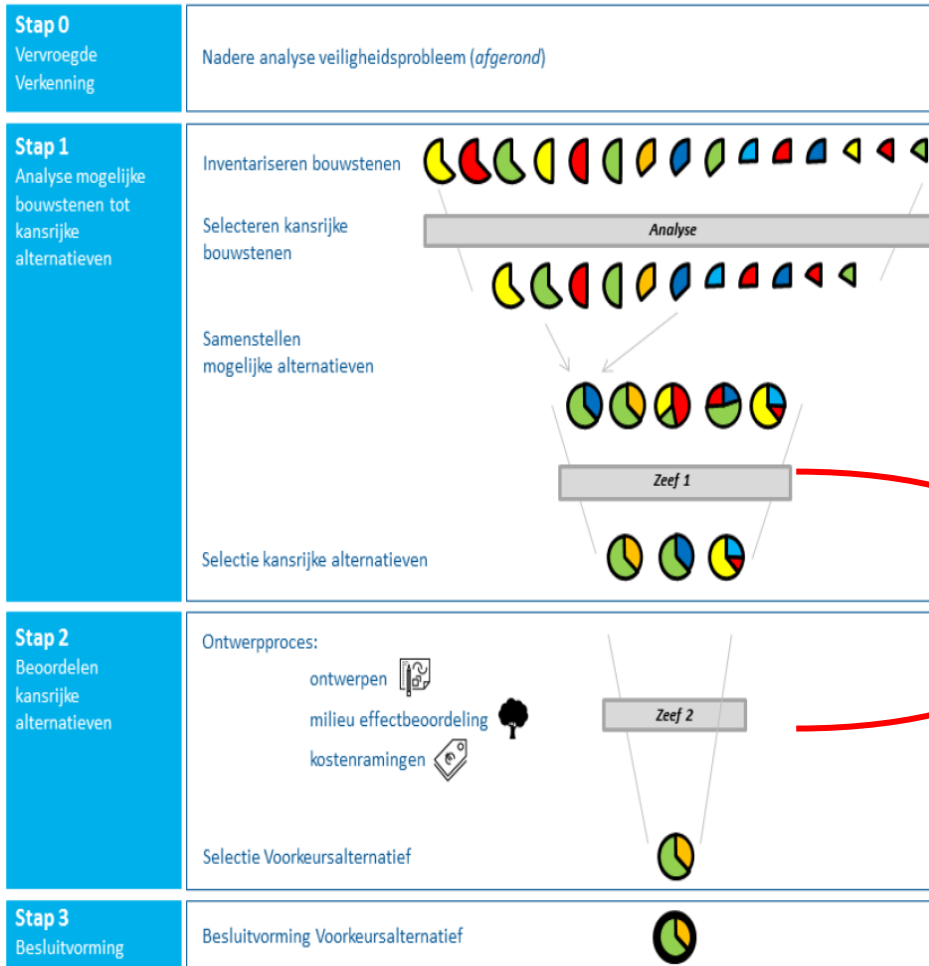 Stap 0
Vervroegde
Verkenning
Nadere analyse veiligheidsprobleem (afgerond)
Stap 1
Analyse mogelijke
bouwstenen tot
kansrijke
alternatieven
Inventariseren bouwstenen
Selecteren kansrijke
bouwstenen
Analyse
Samenstellen
mogelijke alternatieven
Zeef 1
Selectie kansrijke alternatieven
Stap 2
Beoordelen
kansrijke
alternatieven
Ontwerpproces:
ontwerpen
milieu effectbeoordeling
kostenramingen
Zeef 2
Selectie Voorkeursalternatief
Stap 3
Besluitvorming
Besluitvorming Voorkeursalternatief